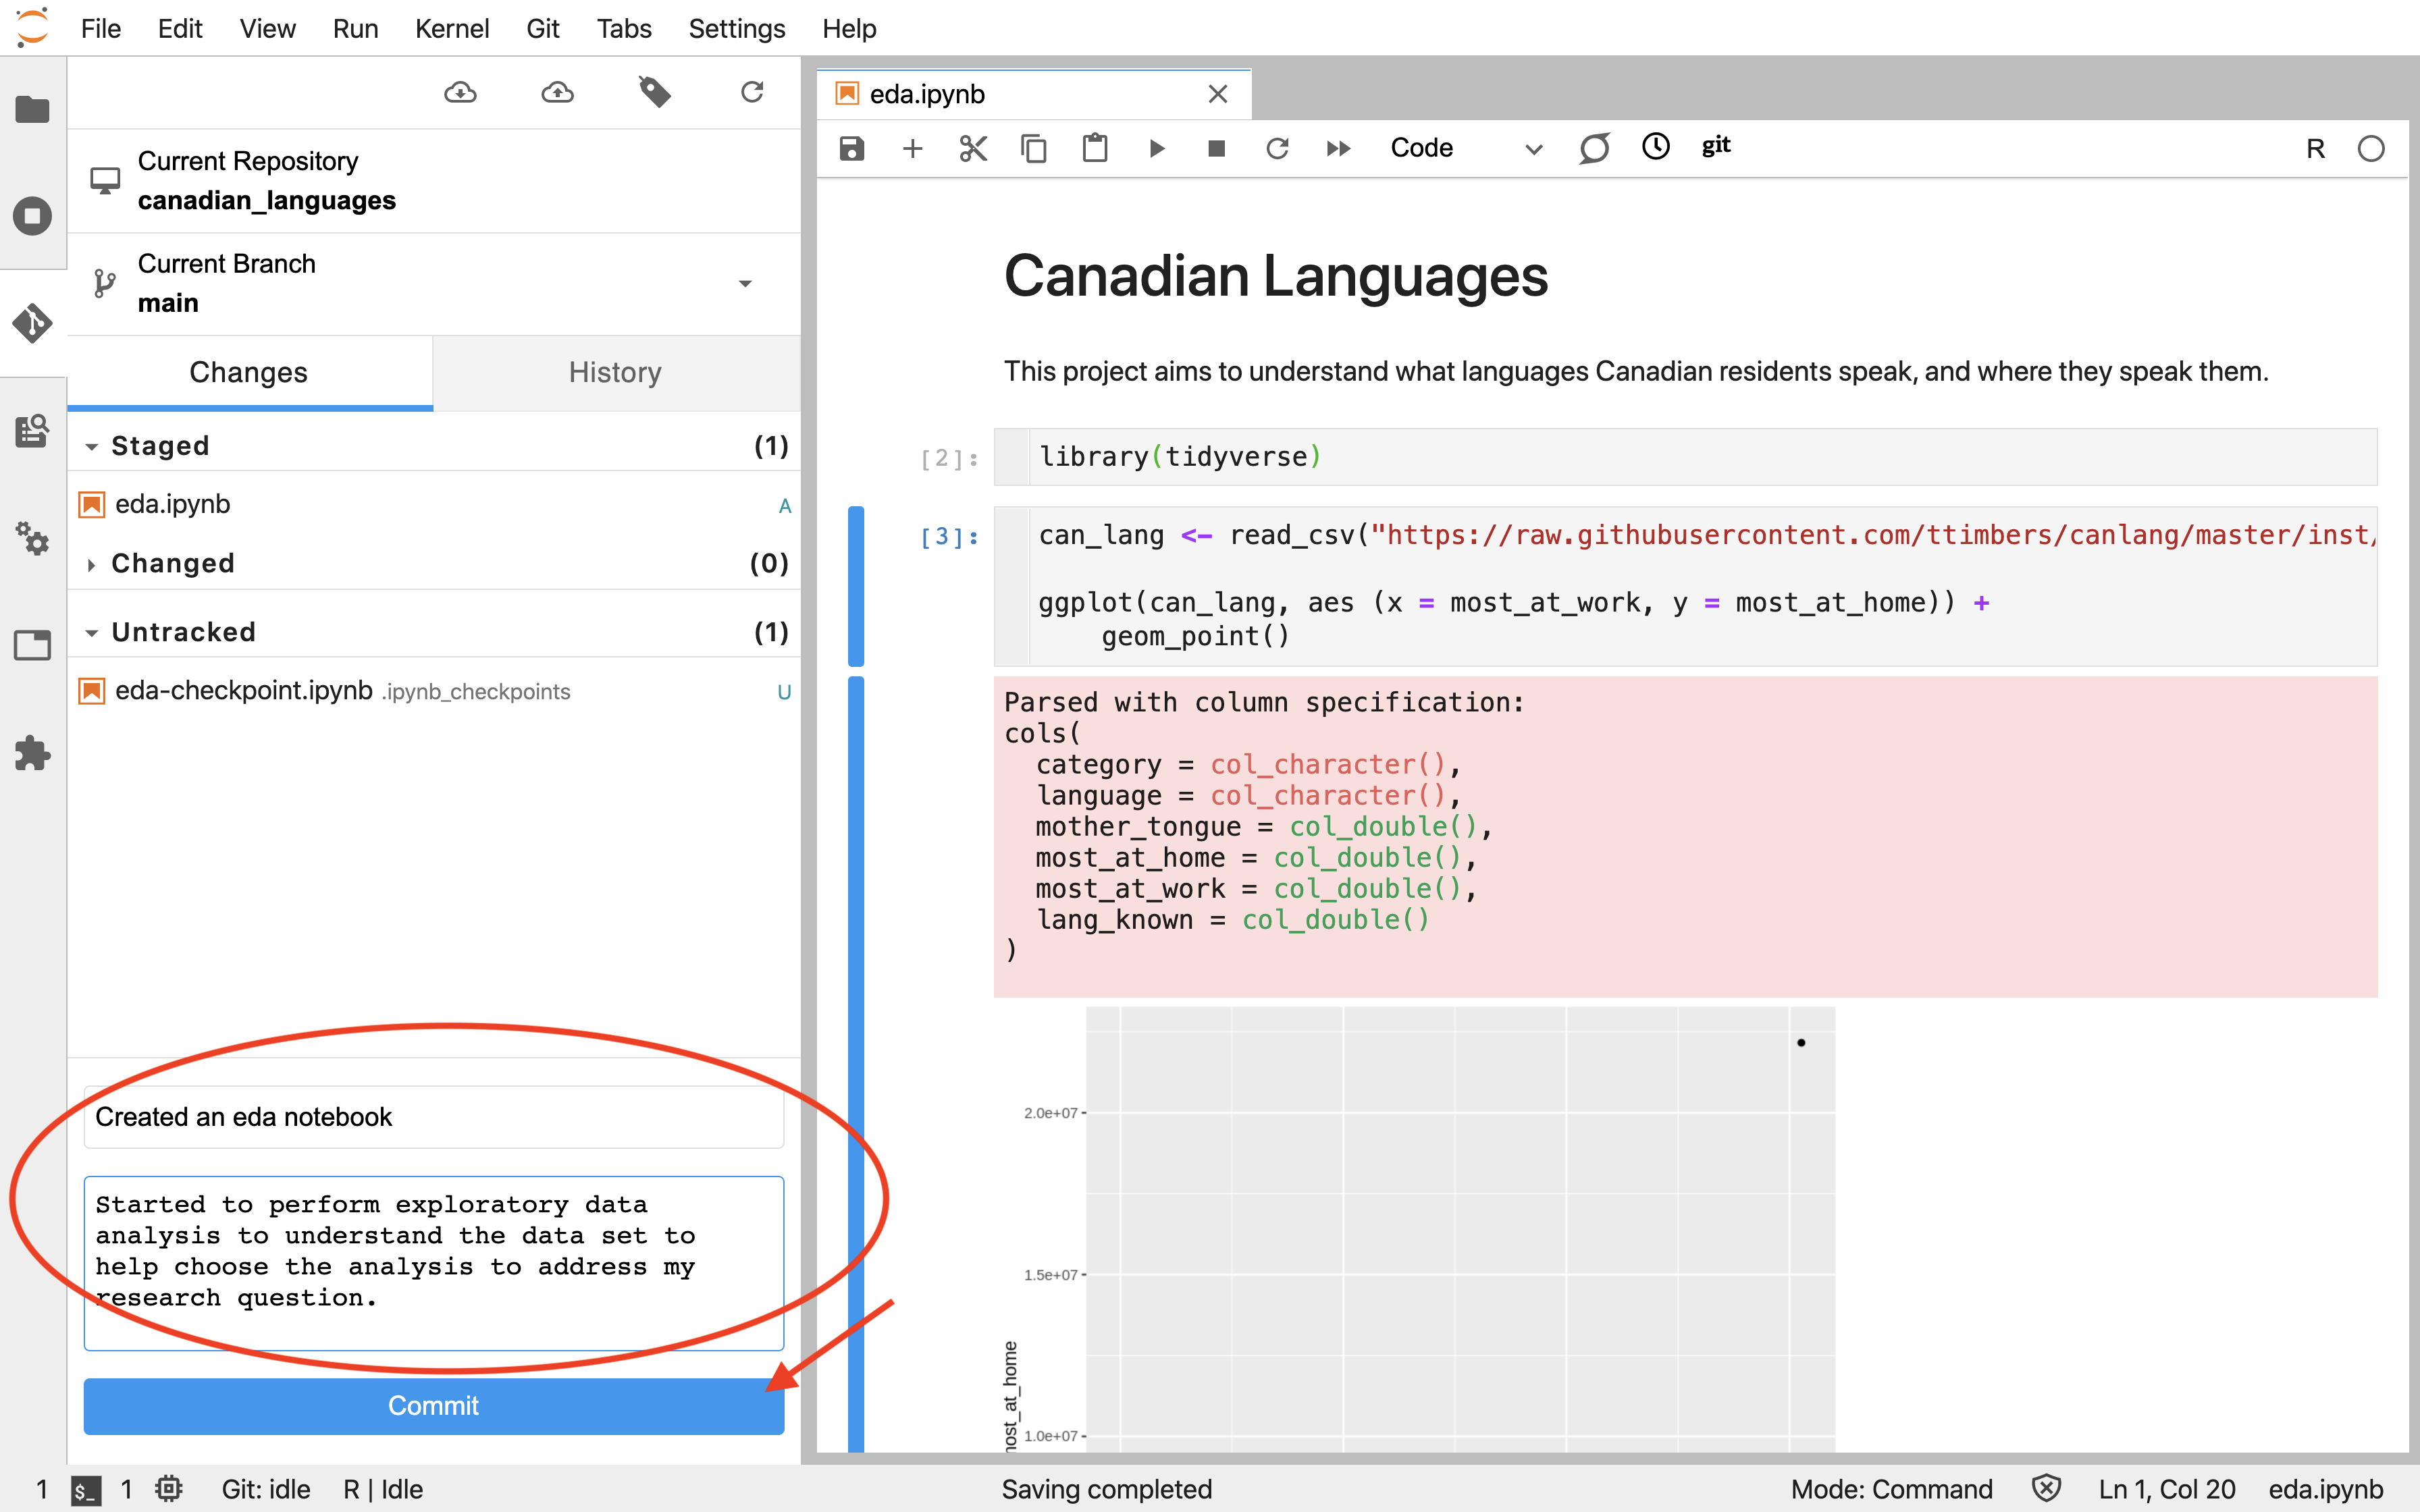 File Edit View Run Kernel Git Tabs Settings Help
Current Repository
canadian_languages
Current Branch
main
Changes History
Staged (1)
eda.ipynb A
Changed (0)
Untracked (1)
eda-checkpoint.ipynb .ipynb_checkpoints U
Created an eda notebook
Started to perform exploratory data
analysis to understand the data set to
help choose the analysis to address my
research question.
Commit
eda.ipynb
Code git R
Canadian Languages
This project aims to understand what languages Canadian residents speak, and where they speak them.
[2]: library(tidyverse)
[3]: can_lang <- read_csv("https://raw.githubusercontent.com/ttimbers/canlang/master/inst/
ggplot(can_lang, aes (x = most_at_work, y = most_at_home)) +
geom_point()
Parsed with column specification:
cols(
category = col_character(),
language = col_character(),
mother_tongue = col_double(),
most_at_home = col_double(),
most_at_work = col_double(),
lang_known = col_double()
)
2.0e+07
1.5e+07
1.0e+07
most_at_home
1 $_ 1 Git: idle R | Idle Saving completed Mode: Command Ln 1, Col 20 eda.ipynb